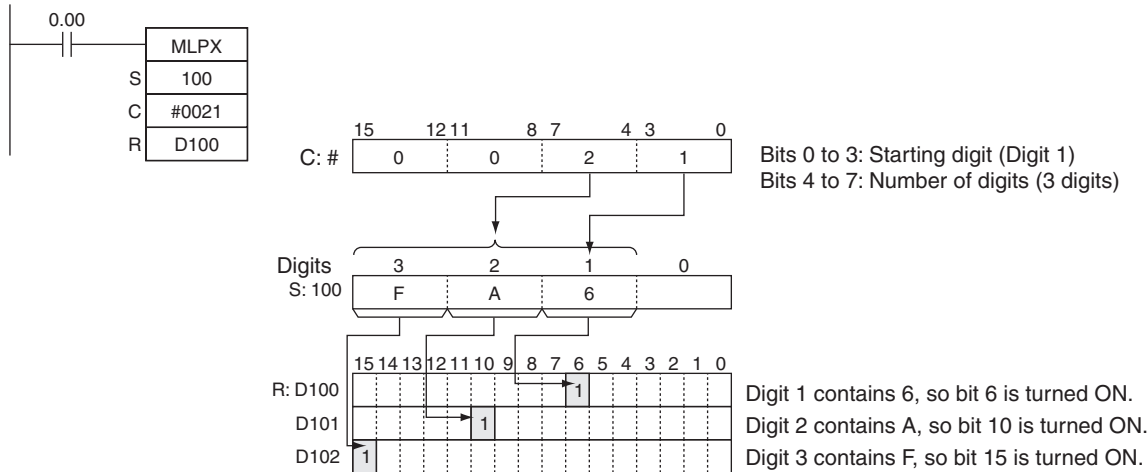 0.00
MLPX
S 100
C #0021
R D100
15 12 11 8 7 4 3 0
C: # 0 0 2 1
Bits 0 to 3: Starting digit (Digit 1)
Bits 4 to 7: Number of digits (3 digits)
Digits 3 2 1 0
S: 100 F A 6
15 14 13 12 11 10 9 8 7 6 5 4 3 2 1 0
R: D100 1 Digit 1 contains 6, so bit 6 is turned ON.
D101 1 Digit 2 contains A, so bit 10 is turned ON.
D102 1 Digit 3 contains F, so bit 15 is turned ON.